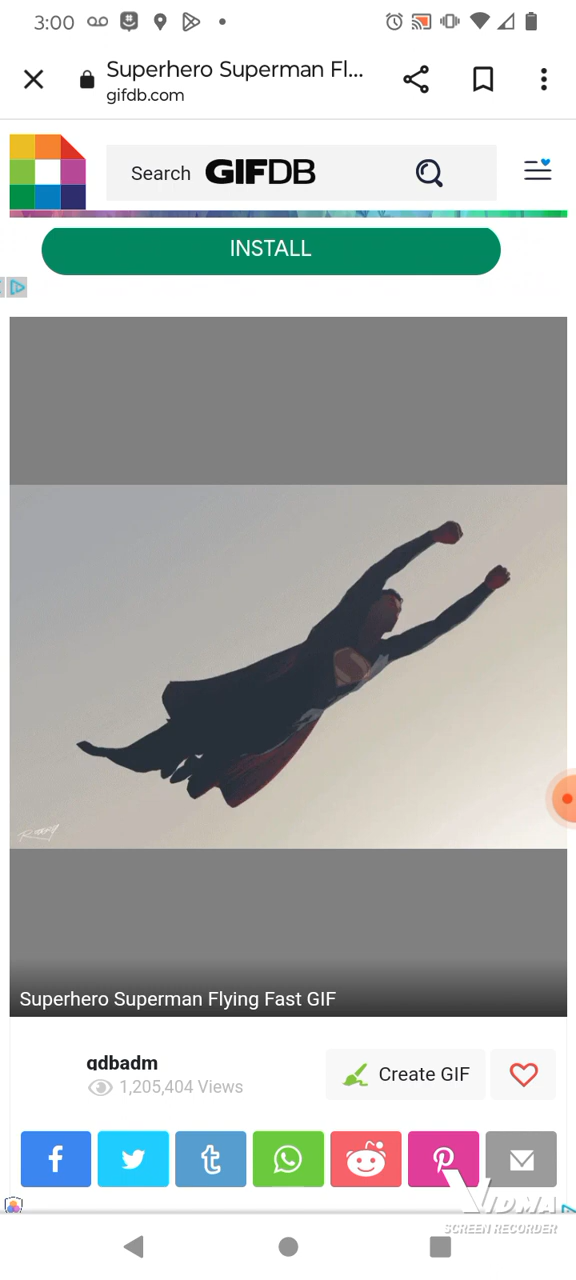 3:00
Superhero Superman Fl...
gifdb.com
Search GIFDB
INSTALL
Superhero Superman Flying Fast GIF
gdbadm
1,205,404 Views
Create GIF
VIDMA
SCREEN RECORDER